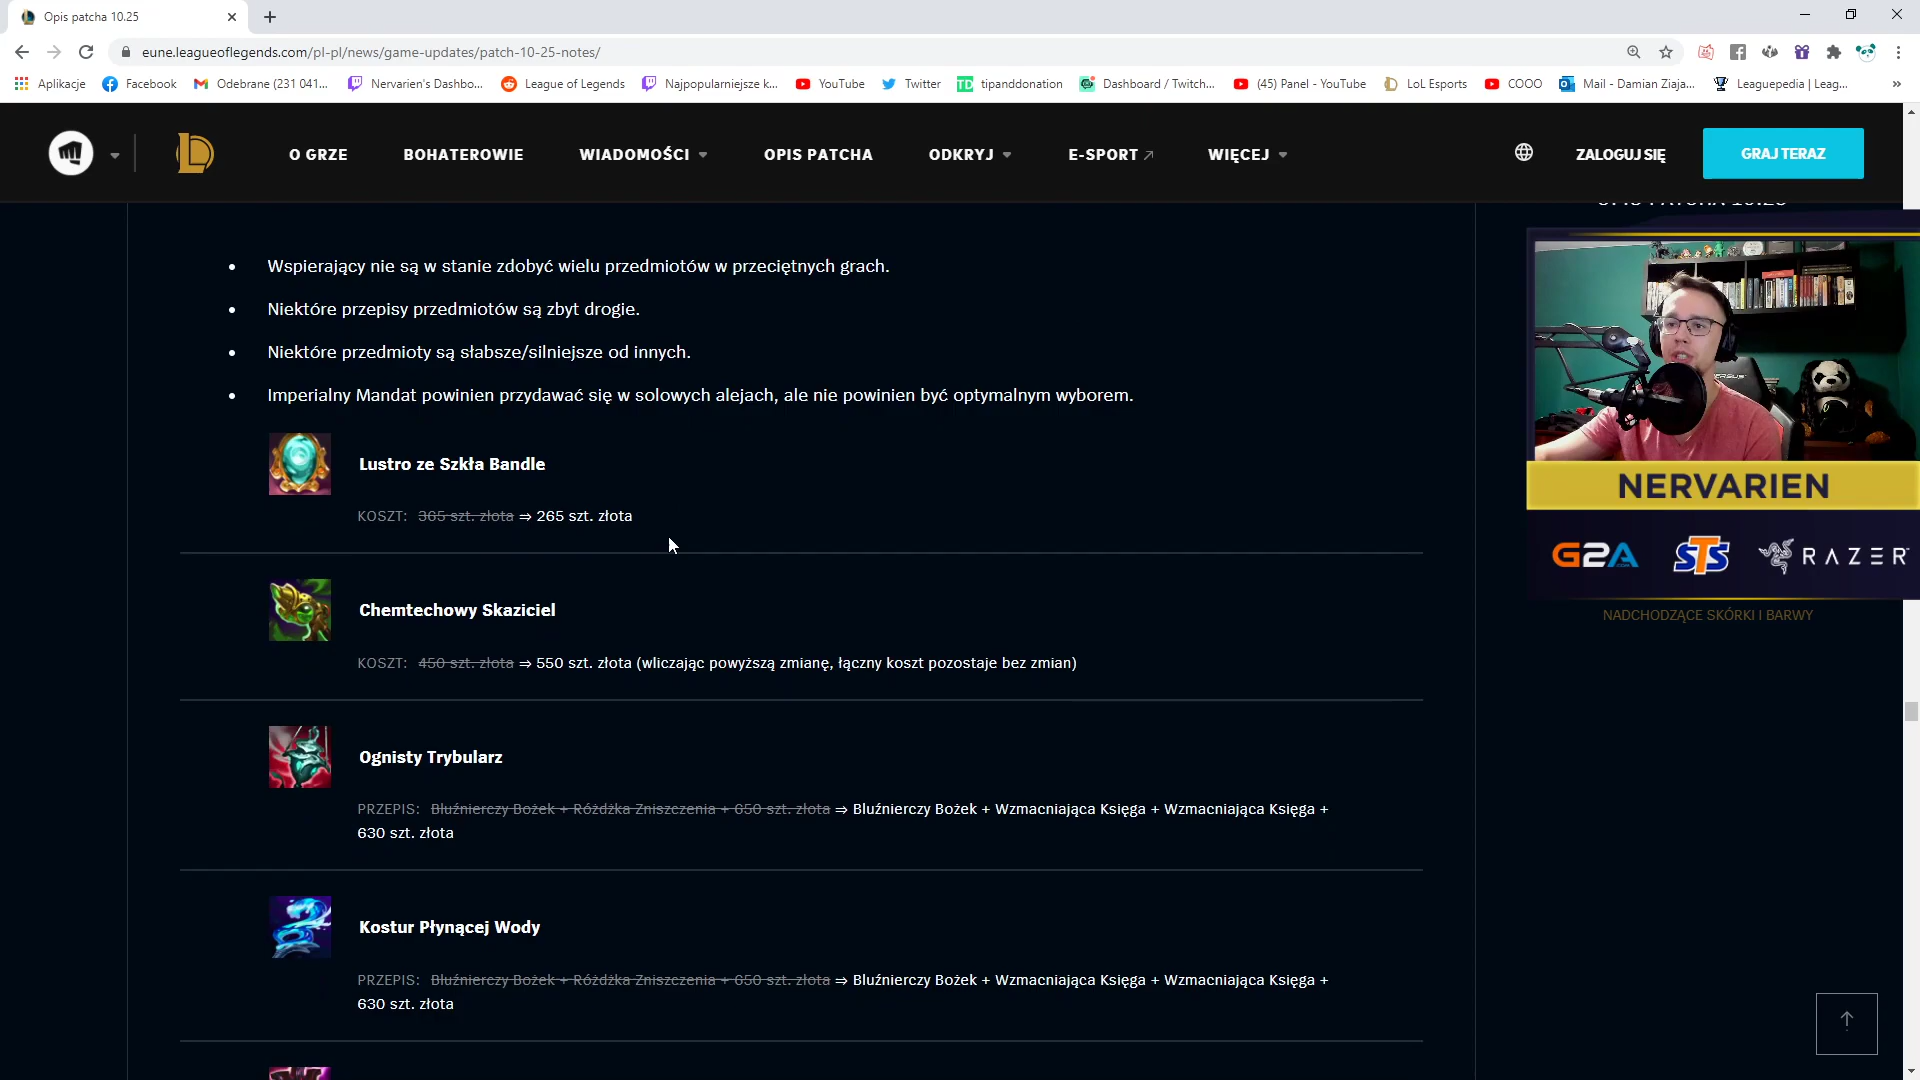 Opis patcha 10.25
eune.leagueoflegends.com/pl-pl/news/game-updates/patch-10-25-notes/
Aplikacje Facebook Odebrane (231 041... Nervarien's Dashbo... League of Legends Najpopularniejsze k... YouTube Twitter tipanddonation Dashboard / Twitch... (45) Panel - YouTube LoL Esports COOO Mail - Damian Ziaja... Leaguepedia | Leag... »
O GRZE BOHATEROWIE WIADOMOŚCI OPIS PATCHA ODKRYJ E-SPORT WIĘCEJ ZALOGUJ SIĘ GRAJ TERAZ
• Wspierający nie są w stanie zdobyć wielu przedmiotów w przeciętnych grach.
• Niektóre przepisy przedmiotów są zbyt drogie.
• Niektóre przedmioty są słabsze/silniejsze od innych.
• Imperialny Mandat powinien przydawać się w solowych alejach, ale nie powinien być optymalnym wyborem.
Lustro ze Szkła Bandle
KOSZT: 365 szt. złota ⇒ 265 szt. złota
Chemtechowy Skaziciel
KOSZT: 450 szt. złota ⇒ 550 szt. złota (wliczając powyższą zmianę, łączny koszt pozostaje bez zmian)
Ognisty Trybularz
PRZEPIS: Bluźnierczy Bożek + Różdżka Zniszczenia + 650 szt. złota ⇒ Bluźnierczy Bożek + Wzmacniająca Księga + Wzmacniająca Księga +
630 szt. złota
Kostur Płynącej Wody
PRZEPIS: Bluźnierczy Bożek + Różdżka Zniszczenia + 650 szt. złota ⇒ Bluźnierczy Bożek + Wzmacniająca Księga + Wzmacniająca Księga +
630 szt. złota
OPIS PATCHA 10.25
NERVARIEN
G2A STS RAZER
NADCHODZĄCE SKÓRKI I BARWY